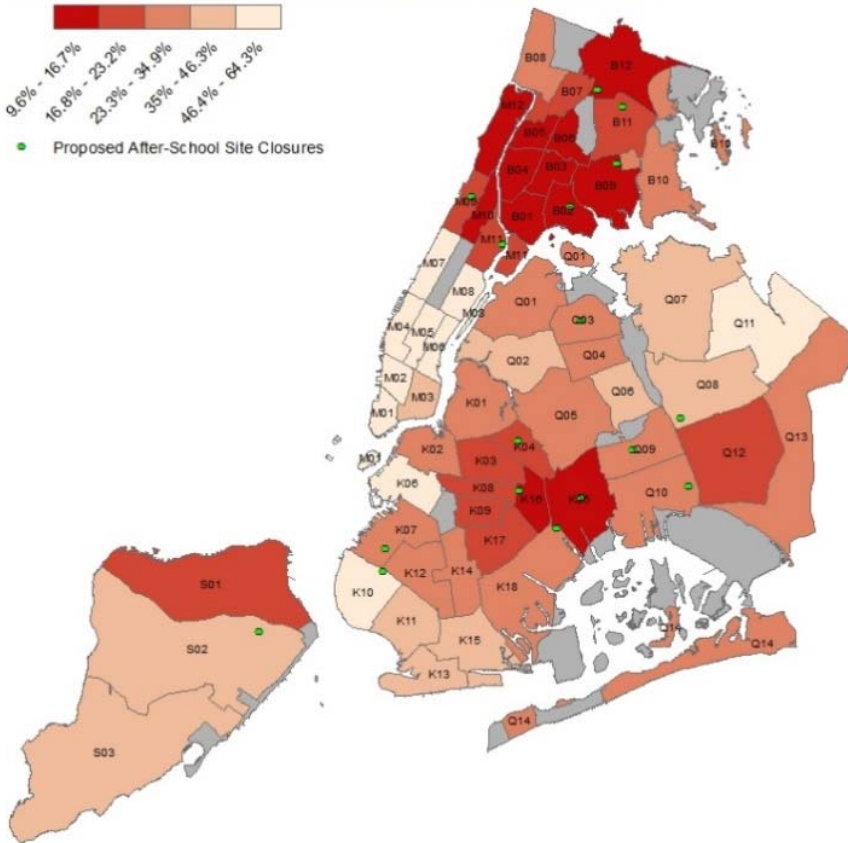 9.6% - 16.7%
16.8% - 23.2%
23.3% - 34.9%
35% - 46.3%
46.4% - 64.3%
Proposed After-School Site Closures
B08
B12
B07
M12
B11
B05
B06
B10
B04
B03
B09
B10
M09
M10
B01
B02
M11
M11
M07
Q01
M08
Q01
Q07
M08
Q03
Q11
M04
M05
M06
Q02
Q04
M02
Q06
Q08
M03
K01
M01
Q05
K02
K04
Q09
Q12
Q13
M01
K03
K06
K08
K16
Q10
K09
K07
K17
K12
K14
K18
S01
K10
K11
Q14
S02
K15
Q14
K13
Q14
S03